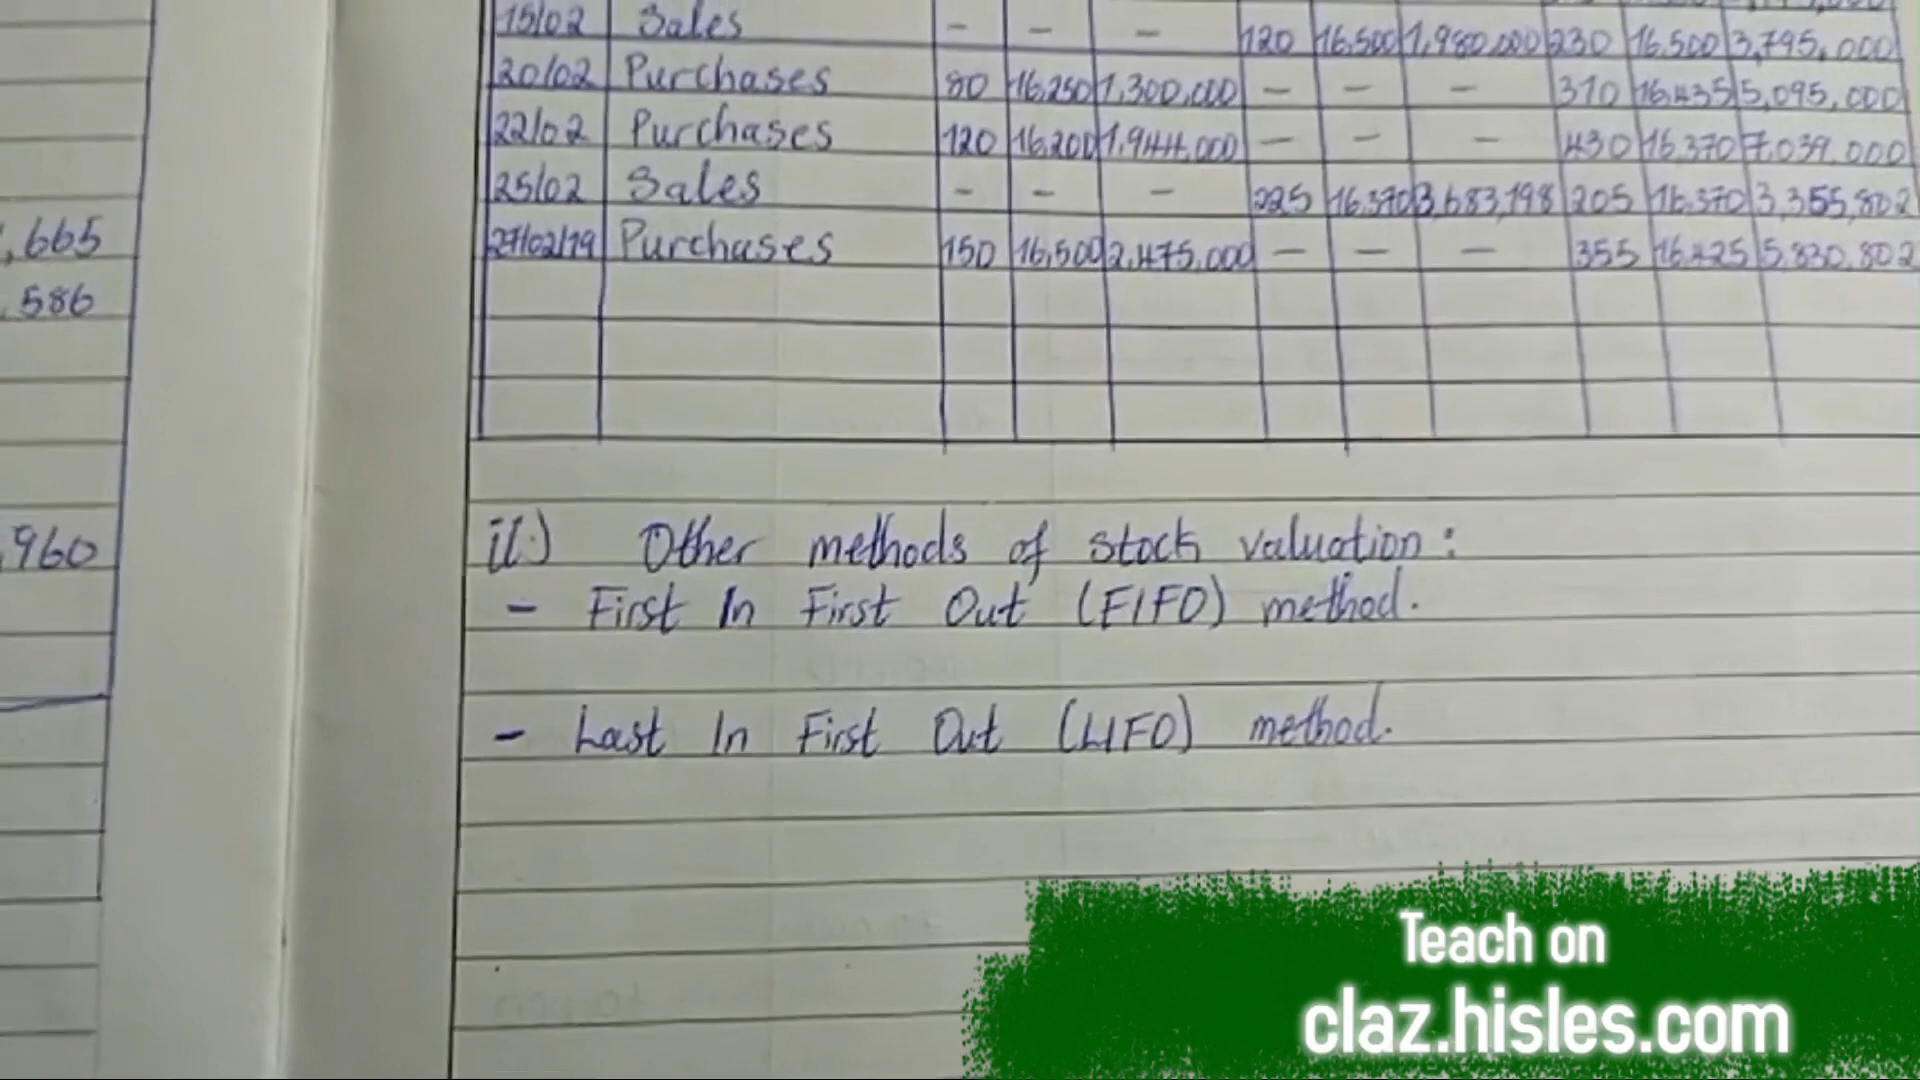 15/02 Sales - - - 120 16,500 1,980,000 230 16,500 3,795,000
20/02 Purchases 80 16,250 1,300,000 - - - 310 16,435 5,095,000
22/02 Purchases 120 16,200 1,944,000 - - - 430 16,370 7,039,000
25/02 Sales - - - 225 16,370 3,683,198 205 16,370 3,355,802
27/02/19 Purchases 150 16,500 2,475,000 - - - 355 16,425 5,830,802
,665
,586
,960
ii.) Other methods of stock valuation:
- First In First Out (FIFO) method.
- Last In First Out (LIFO) method.
Teach on
claz.hisles.com